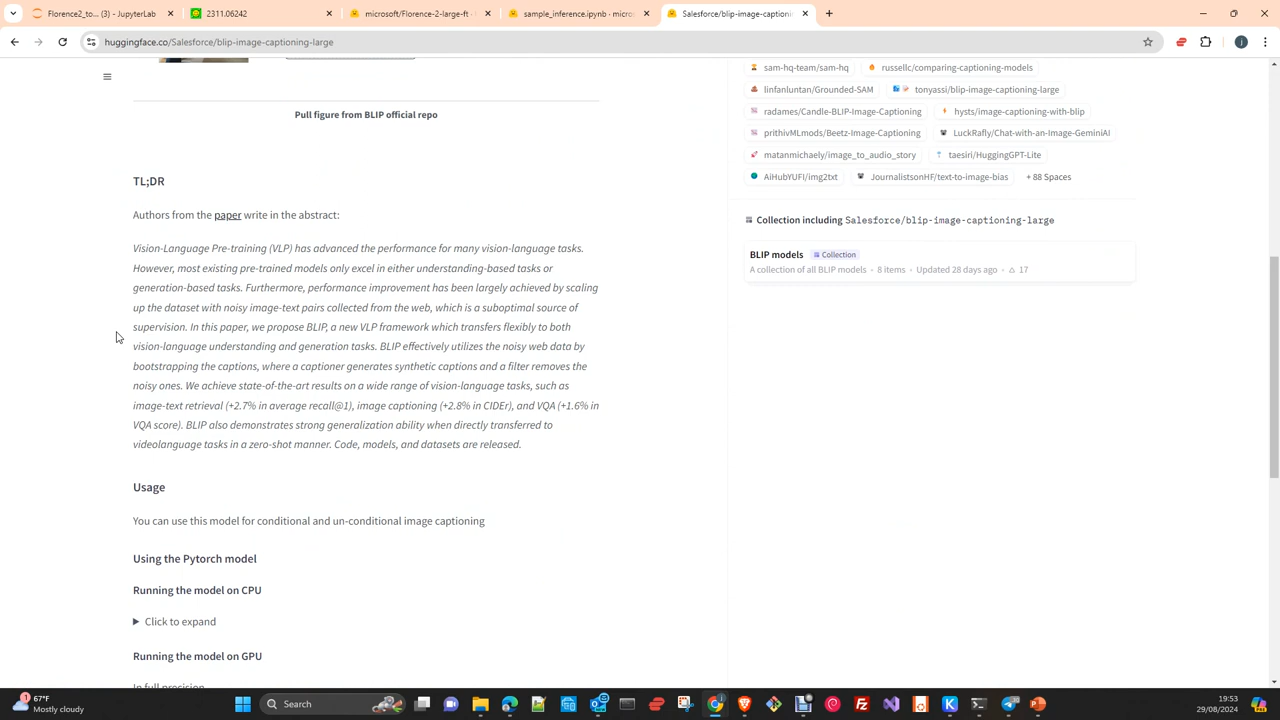 Florence2_to... (3) - JupyterLab
2311.06242
microsoft/Florence-2-large-ft ·
sample_inference.ipynb · micros
Salesforce/blip-image-captioning
huggingface.co/Salesforce/blip-image-captioning-large
sam-hq-team/sam-hq
russellc/comparing-captioning-models
linfanluntan/Grounded-SAM
tonyassi/blip-image-captioning-large
radames/Candle-BLIP-Image-Captioning
hysts/image-captioning-with-blip
prithivMLmods/Beetz-Image-Captioning
LuckRafly/Chat-with-an-Image-GeminiAI
matanmichaely/image_to_audio_story
taesiri/HuggingGPT-Lite
AiHubYUFI/img2txt
JournalistsonHF/text-to-image-bias
+ 88 Spaces
Collection including Salesforce/blip-image-captioning-large
BLIP models Collection
A collection of all BLIP models • 8 items • Updated 28 days ago • 17
Pull figure from BLIP official repo
TL;DR
Authors from the paper write in the abstract:
Vision-Language Pre-training (VLP) has advanced the performance for many vision-language tasks.
However, most existing pre-trained models only excel in either understanding-based tasks or
generation-based tasks. Furthermore, performance improvement has been largely achieved by scaling
up the dataset with noisy image-text pairs collected from the web, which is a suboptimal source of
supervision. In this paper, we propose BLIP, a new VLP framework which transfers flexibly to both
vision-language understanding and generation tasks. BLIP effectively utilizes the noisy web data by
bootstrapping the captions, where a captioner generates synthetic captions and a filter removes the
noisy ones. We achieve state-of-the-art results on a wide range of vision-language tasks, such as
image-text retrieval (+2.7% in average recall@1), image captioning (+2.8% in CIDEr), and VQA (+1.6% in
VQA score). BLIP also demonstrates strong generalization ability when directly transferred to
videolanguage tasks in a zero-shot manner. Code, models, and datasets are released.
Usage
You can use this model for conditional and un-conditional image captioning
Using the Pytorch model
Running the model on CPU
Click to expand
Running the model on GPU
In full precision
67°F
Mostly cloudy
Search
19:53
29/08/2024